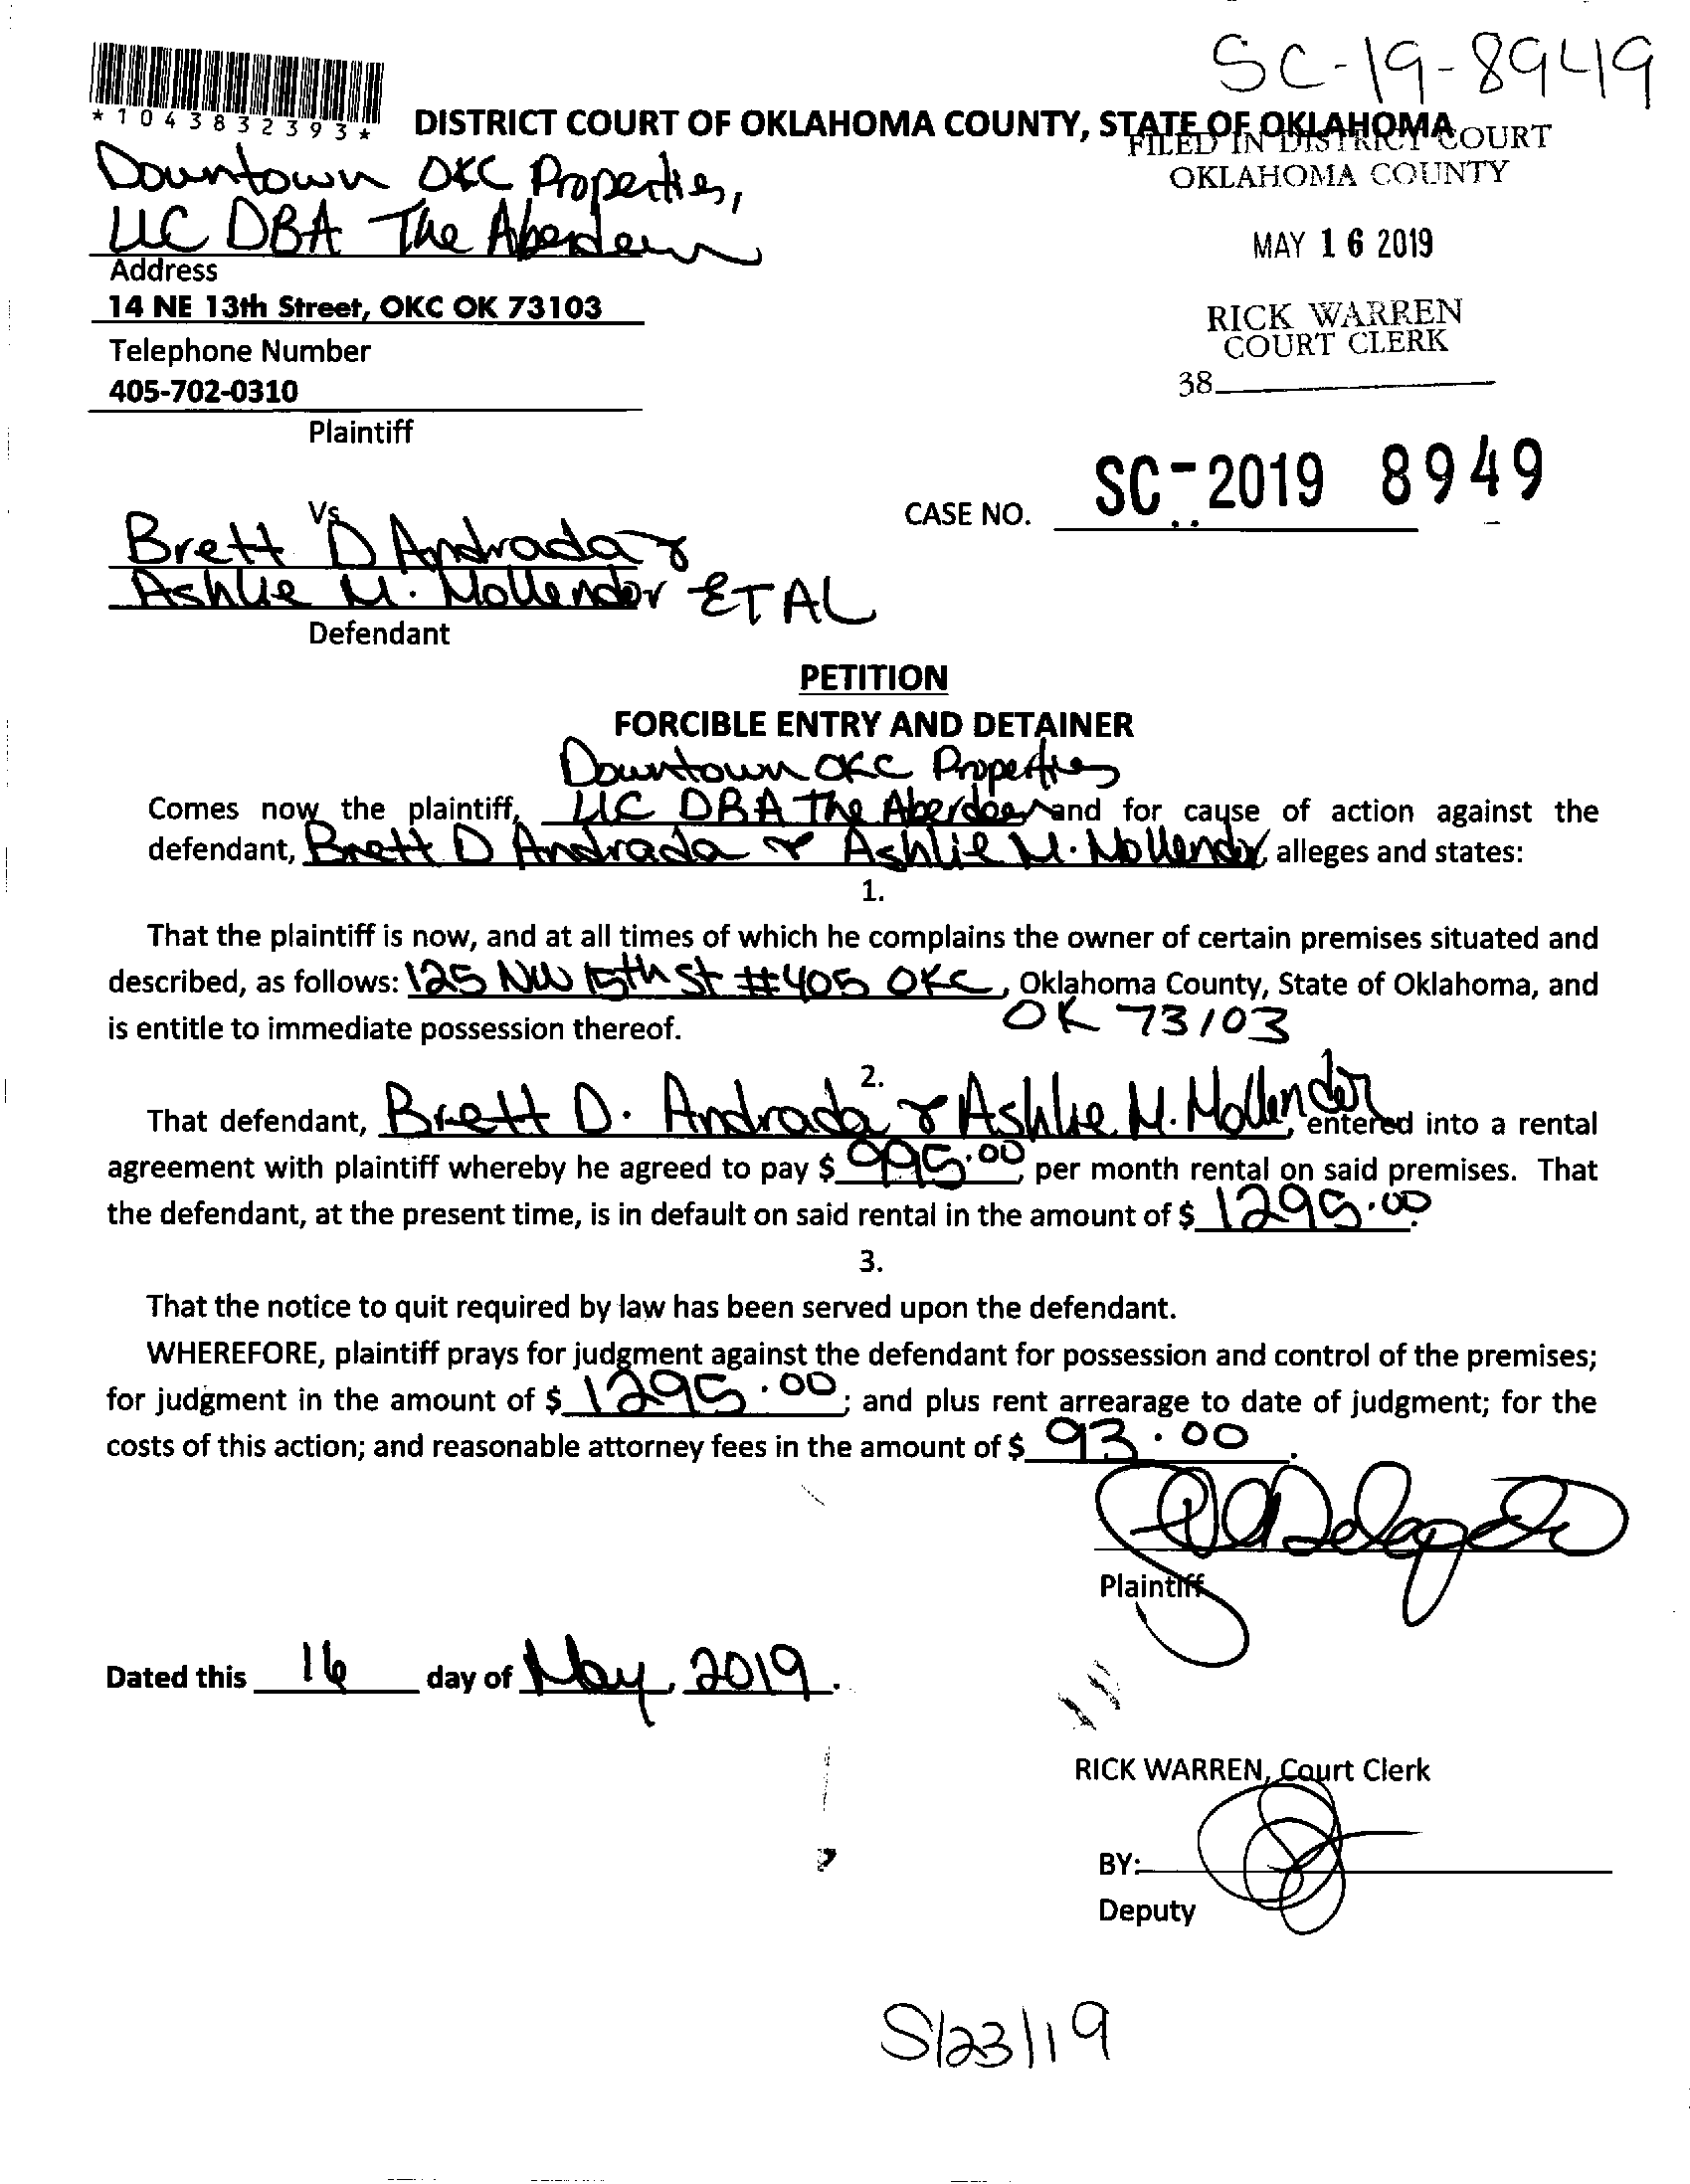 SC-19-8949
*1043832393*
DISTRICT COURT OF OKLAHOMA COUNTY, STATE OF OKLAHOMA
FILED IN DISTRICT COURT
OKLAHOMA COUNTY
Downtown OKC Properties,
LLC DBA The Aberdeen
MAY 16 2019
Address
14 NE 13th Street, OKC OK 73103
RICK WARREN
COURT CLERK
Telephone Number
405-702-0310
38
Plaintiff
Vs
CASE NO. SC-2019 8949
Brett D Andrada &
Ashlie M. Mollendor ET AL
Defendant
PETITION
FORCIBLE ENTRY AND DETAINER
Downtown OKC Properties
Comes now the plaintiff, LLC DBA The Aberdeen and for cause of action against the
defendant, Brett D Andrada & Ashlie M. Mollendor, alleges and states:
1.
That the plaintiff is now, and at all times of which he complains the owner of certain premises situated and
described, as follows: 125 NW 15th St #405 OKC, Oklahoma County, State of Oklahoma, and
OK 73103
is entitle to immediate possession thereof.
2.
That defendant, Brett D. Andrada & Ashlie M. Mollendor, entered into a rental
agreement with plaintiff whereby he agreed to pay $ 995.00, per month rental on said premises. That
the defendant, at the present time, is in default on said rental in the amount of $ 1295.00.
3.
That the notice to quit required by law has been served upon the defendant.
WHEREFORE, plaintiff prays for judgment against the defendant for possession and control of the premises;
for judgment in the amount of $ 1295.00; and plus rent arrearage to date of judgment; for the
costs of this action; and reasonable attorney fees in the amount of $ 93.00.
Plaintiff
Dated this 16 day of May, 2019.
RICK WARREN, Court Clerk
BY:
Deputy
5/23/19